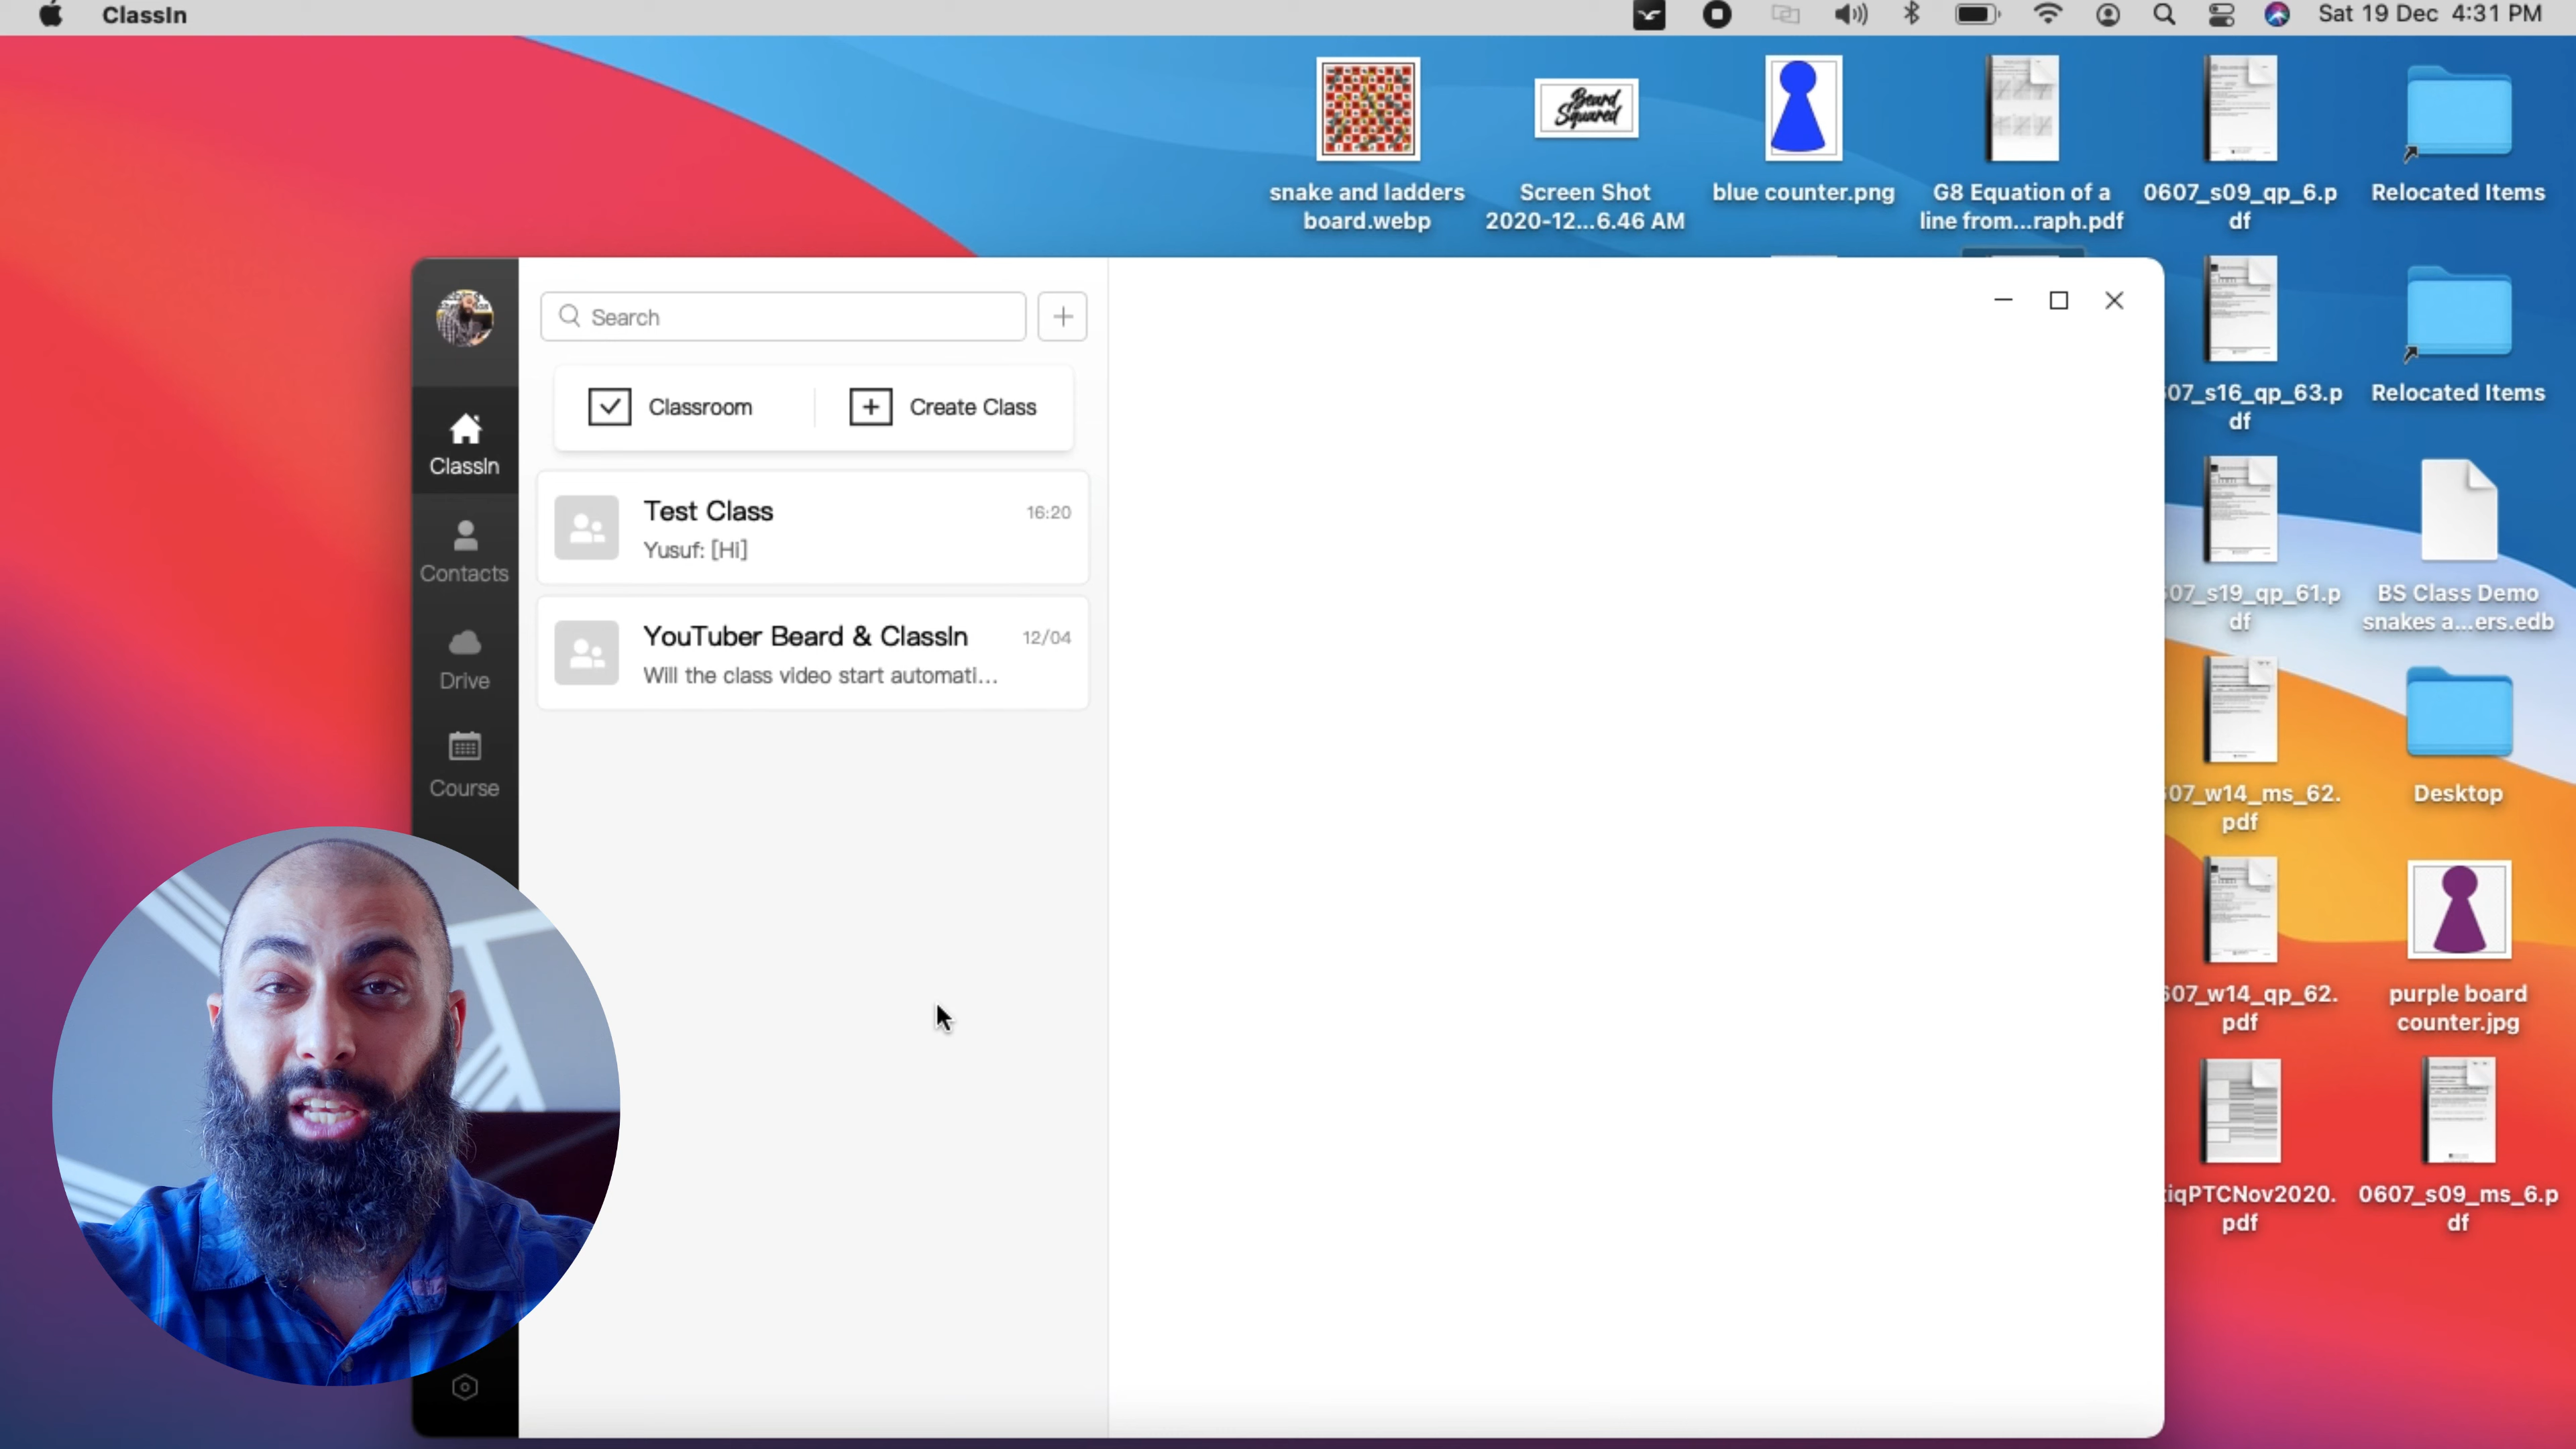 ClassIn
Sat 19 Dec 4:31 PM
snake and ladders
board.webp
Beard
Squared
Screen Shot
2020-12...6.46 AM
blue counter.png
G8 Equation of a
line from...raph.pdf
0607_s09_qp_6.p
df
Relocated Items
Search
Classroom
Create Class
ClassIn
Contacts
Drive
Course
Test Class
16:20
Yusuf: [Hi]
YouTuber Beard & ClassIn
12/04
Will the class video start automati...
07_s16_qp_63.p
df
Relocated Items
07_s19_qp_61.p
df
BS Class Demo
snakes a...ers.edb
07_w14_ms_62.
pdf
Desktop
607_w14_qp_62.
pdf
purple board
counter.jpg
iqPTCNov2020.
pdf
0607_s09_ms_6.p
df